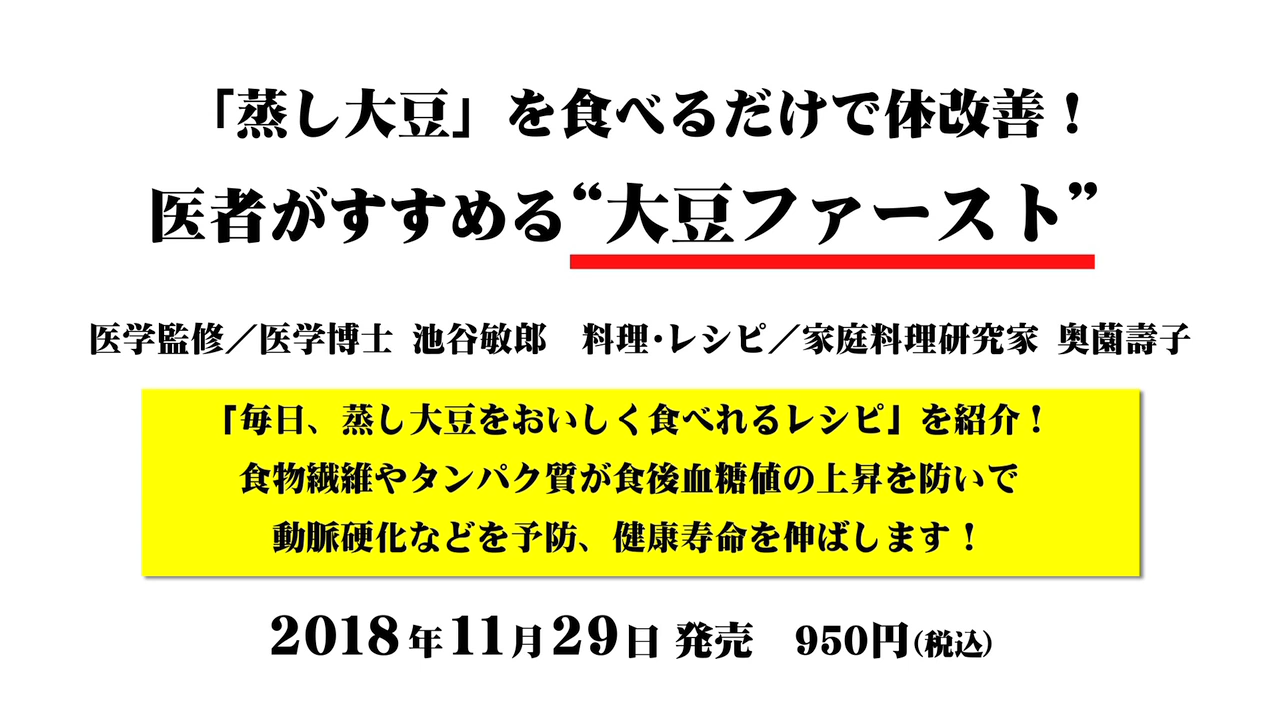 「蒸し大豆」を食べるだけで体改善！
医者がすすめる“大豆ファースト”
医学監修／医学博士 池谷敏郎　料理・レシピ／家庭料理研究家 奥薗壽子
「毎日、蒸し大豆をおいしく食べれるレシピ」を紹介！
食物繊維やタンパク質が食後血糖値の上昇を防いで
動脈硬化などを予防、健康寿命を伸ばします！
2018年11月29日 発売　950円（税込）